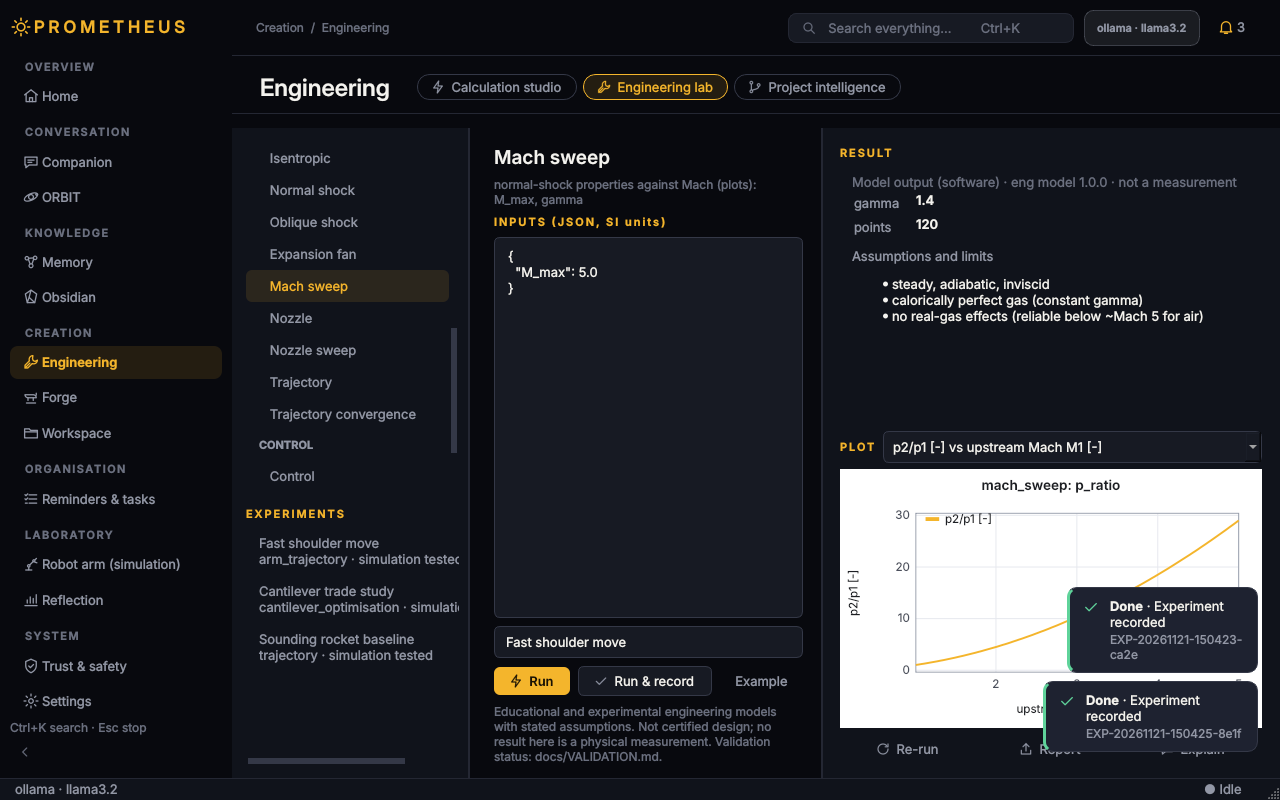 PROMETHEUS
OVERVIEW
Home
CONVERSATION
Companion
ORBIT
KNOWLEDGE
Memory
Obsidian
CREATION
Engineering
Forge
Workspace
ORGANISATION
Reminders & tasks
LABORATORY
Robot arm (simulation)
Reflection
SYSTEM
Trust & safety
Settings
Ctrl+K search · Esc stop
Creation / Engineering
Search everything... Ctrl+K
ollama · llama3.2
3
Engineering
Calculation studio
Engineering lab
Project intelligence
Isentropic
Normal shock
Oblique shock
Expansion fan
Mach sweep
Nozzle
Nozzle sweep
Trajectory
Trajectory convergence
CONTROL
Control
EXPERIMENTS
Fast shoulder move
arm_trajectory · simulation tested
Cantilever trade study
cantilever_optimisation ·
Sounding rocket baseline
trajectory · simulation tested
Mach sweep
normal-shock properties against Mach (plots):
M_max, gamma
INPUTS (JSON, SI units)
{
"M_max": 5.0
}
Fast shoulder move
Run
Run & record
Example
Educational and experimental engineering models
with stated assumptions. Not certified design; no
result here is a physical measurement. Validation
status: docs/VALIDATION.md.
RESULT
Model output (software) · eng model 1.0.0 · not a measurement
gamma 1.4
points 120
Assumptions and limits
• steady, adiabatic, inviscid
• calorically perfect gas (constant gamma)
• no real-gas effects (reliable below ~Mach 5 for air)
PLOT
p2/p1 [-] vs upstream Mach M1 [-]
mach_sweep: p_ratio
p2/p1 [-]
30
20
10
0
p2/p1 [-]
2
Done · Experiment
recorded
EXP-20261121-150423-
ca2e
Done · Experiment
recorded
EXP-20261121-150425-8e1f
Re-run
ollama · llama3.2
Idle